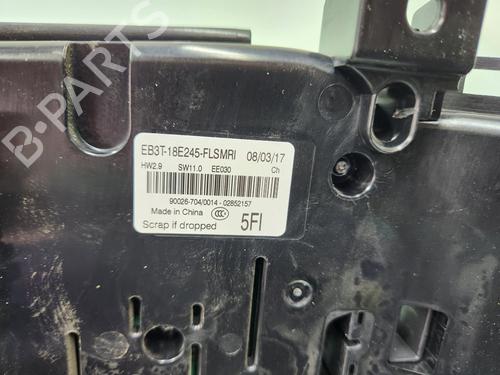 EB3T-18E245-FLSMRI 08/03/17
HW2.9 SW11.0 EE030 Ch
90026-704/0014 - 02852157
Made in China CCC
Scrap if dropped 5FI
B-PARTS